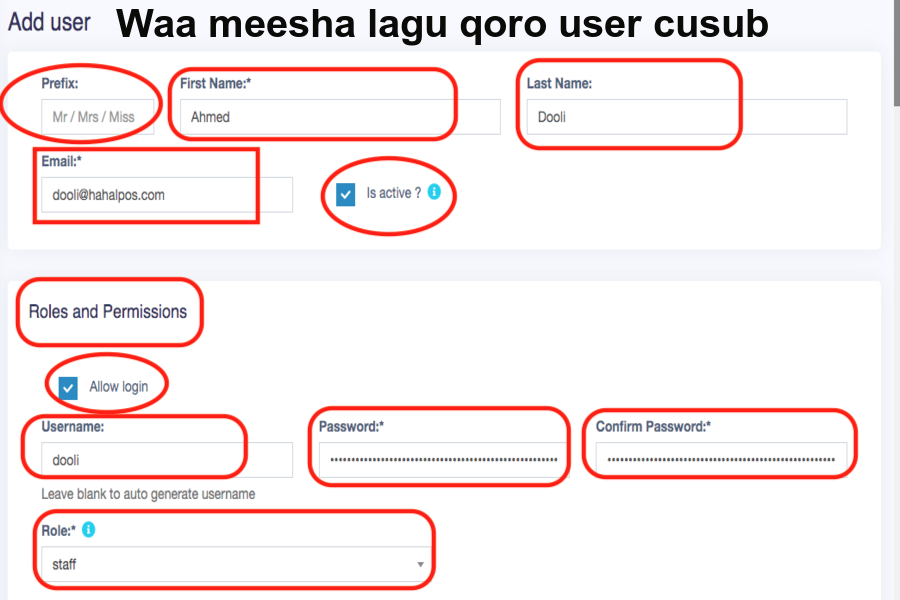 Add user Waa meesha lagu qoro user cusub
Prefix: First Name:* Last Name:
Mr / Mrs / Miss Ahmed Dooli
Email:*
dooli@hahalpos.com Is active ?
Roles and Permissions
Allow login
Username: Password:* Confirm Password:*
dooli
Leave blank to auto generate username
Role:*
staff